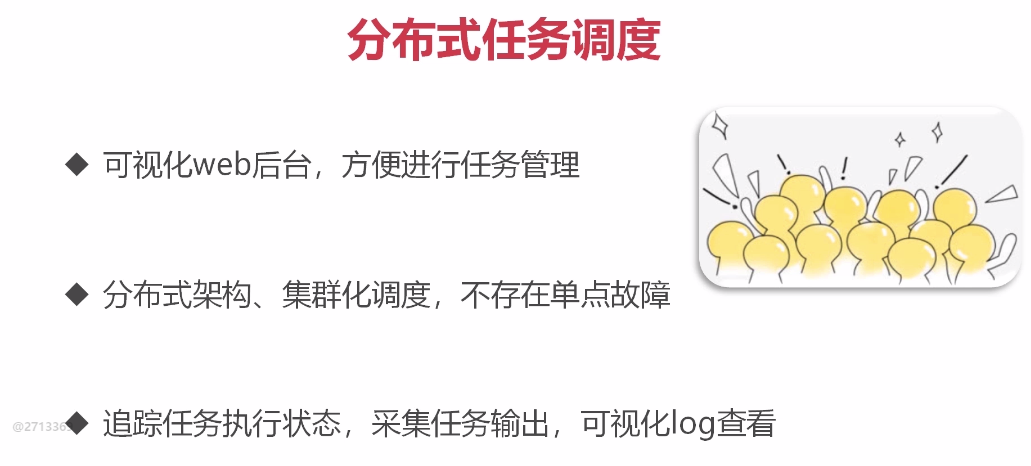 分布式任务调度
◆ 可视化web后台，方便进行任务管理
◆ 分布式架构、集群化调度，不存在单点故障
◆ 追踪任务执行状态，采集任务输出，可视化log查看